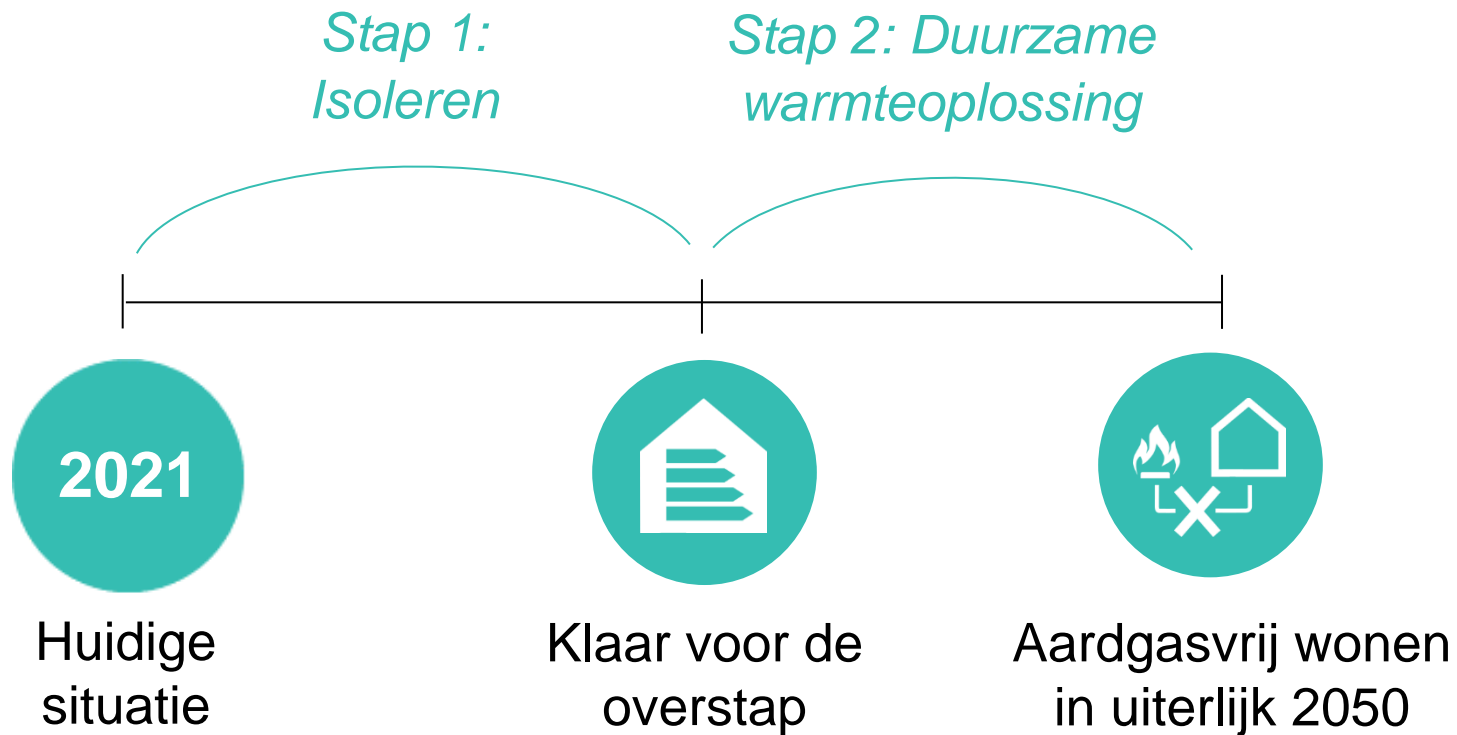 Stap 1:
Isoleren
Stap 2: Duurzame
warmteoplossing
2021
Huidige
situatie
Klaar voor de
overstap
Aardgasvrij wonen
in uiterlijk 2050